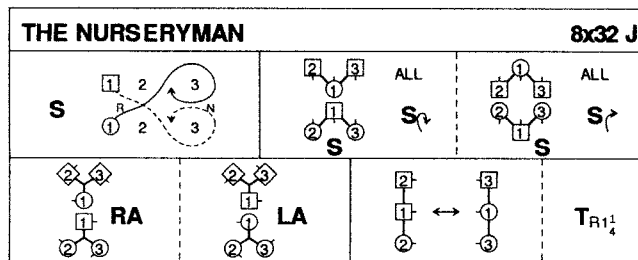 THE NURSERYMAN 8x32 J
S 1 2 3 R N 1 2 3
2 3 1 ALL
1 2 3 S S
1 2 3 ALL
2 3 1 S S
2 3 1 1 2 3 RA
2 3 1 1 2 3 LA
2 3
1 ↔ 1
2 3
TR1¼